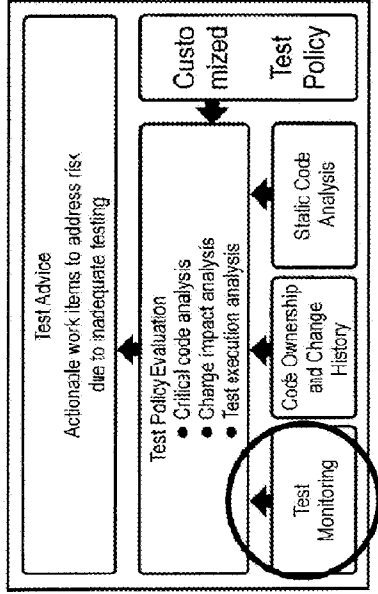 Test Advice
Actionable work items to address risk
due to inadequate testing
Test Policy Evaluation
● Critical code analysis
● Charge impact analysis
● Test execution analysis
Custo
mized
Test
Policy
Test
Monitoring
Code Ownership
and Change
History
Static Code
Analysis